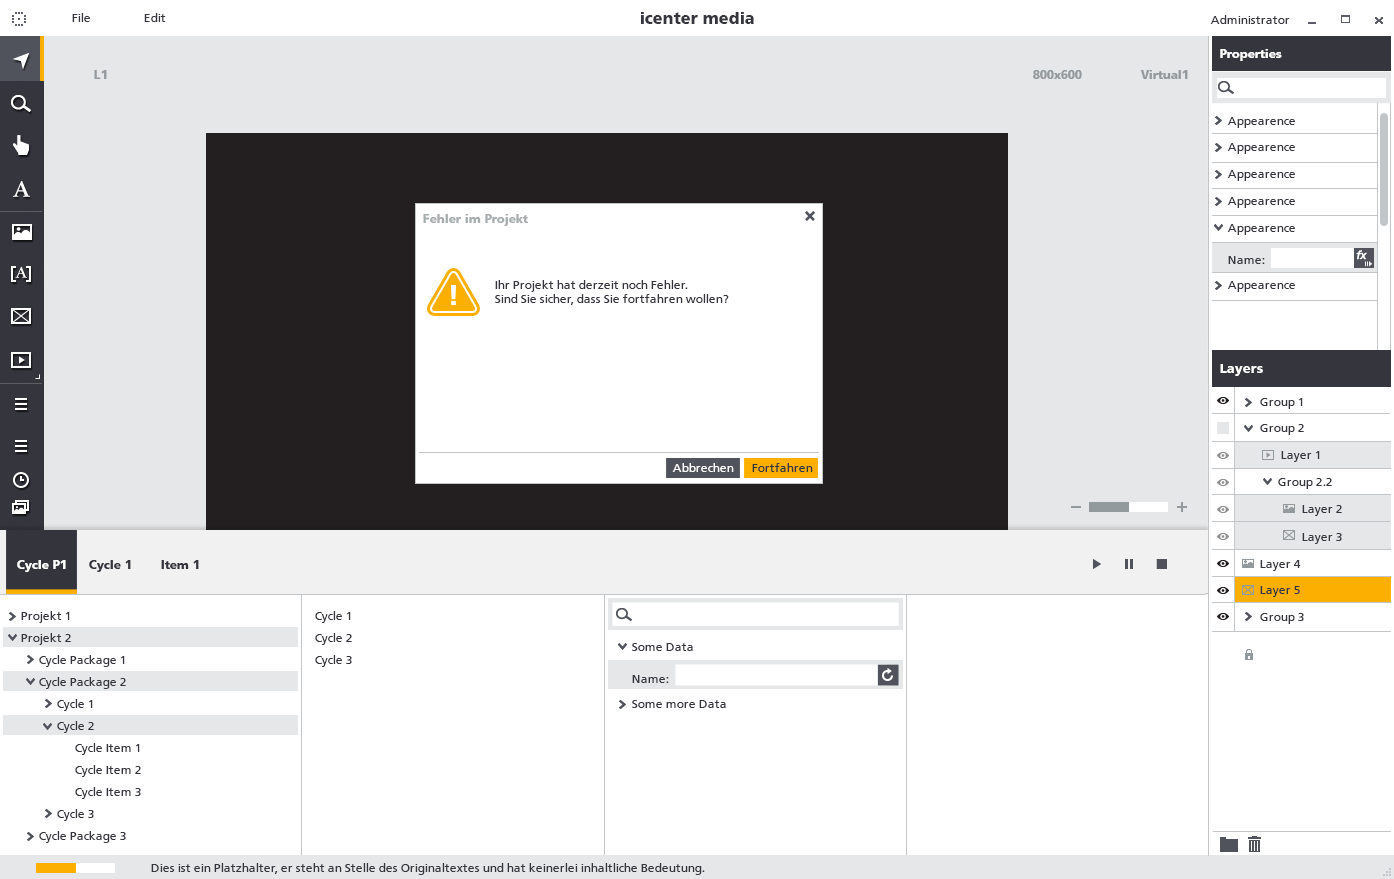 File Edit icenter media Administrator
L1 800x600 Virtual1
Properties
Appearence
Appearence
Appearence
Appearence
Appearence
Name: fx
Appearence
Fehler im Projekt
Ihr Projekt hat derzeit noch Fehler.
Sind Sie sicher, dass Sie fortfahren wollen?
Abbrechen Fortfahren
Layers
Group 1
Group 2
Layer 1
Group 2.2
Layer 2
Layer 3
Layer 4
Layer 5
Group 3
Cycle P1 Cycle 1 Item 1
Projekt 1
Projekt 2
Cycle Package 1
Cycle Package 2
Cycle 1
Cycle 2
Cycle Item 1
Cycle Item 2
Cycle Item 3
Cycle 3
Cycle Package 3
Cycle 1
Cycle 2
Cycle 3
Some Data
Name:
Some more Data
Dies ist ein Platzhalter, er steht an Stelle des Originaltextes und hat keinerlei inhaltliche Bedeutung.